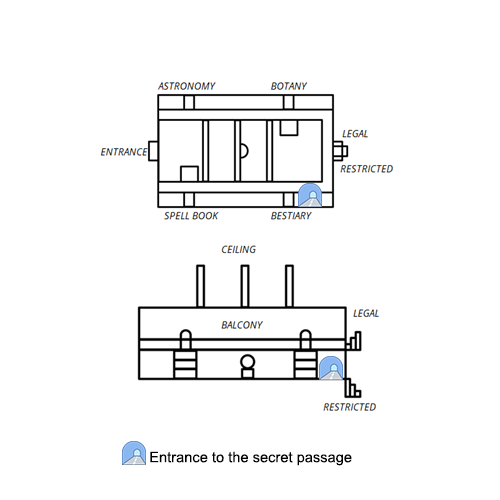 ASTRONOMY BOTANY
ENTRANCE
LEGAL
RESTRICTED
SPELL BOOK BESTIARY
CEILING
BALCONY
LEGAL
RESTRICTED
Entrance to the secret passage